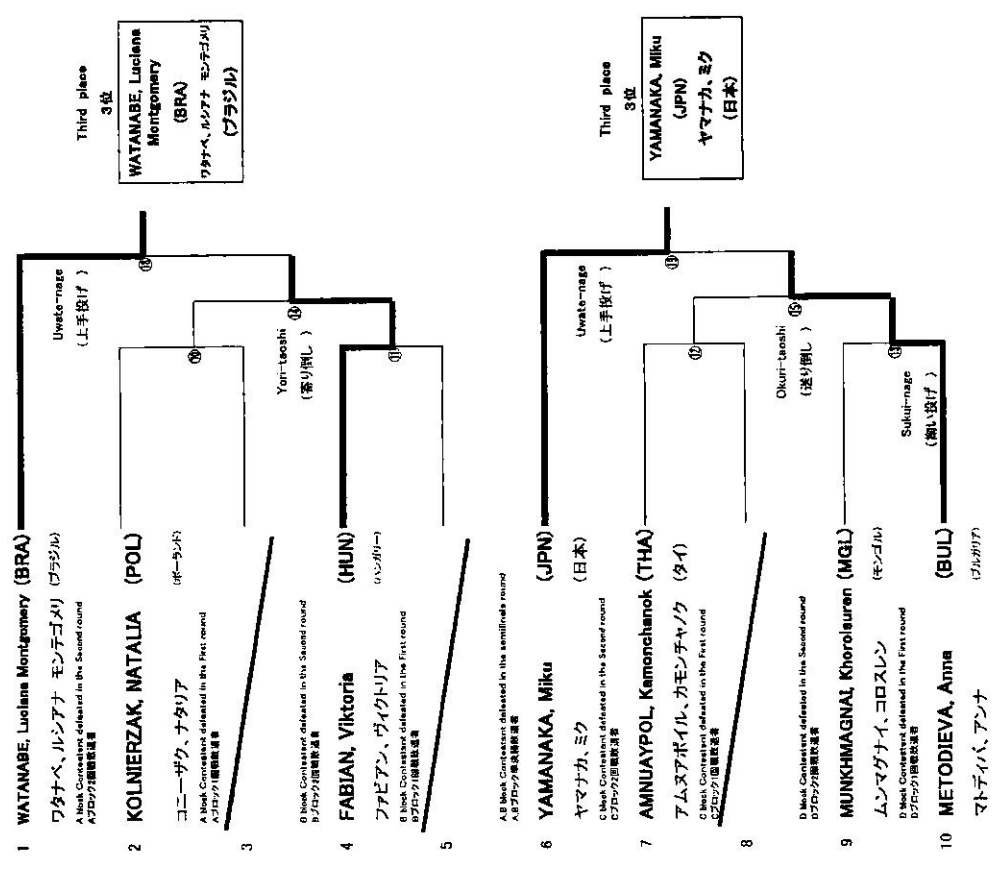 1 WATANABE, Luciana Montgomery (BRA)
ワタナベ、ルシアナ モンテゴメリ (ブラジル)
A block Contestant defeated in the Second round
Aブロック2回戦敗退者
2 KOLNIERZAK, NATALIA (POL)
コニーザク、ナタリア (ポーランド)
A block Contestant defeated in the First round
Aブロック1回戦敗退者
3
B block Contestant defeated in the Second round
Bブロック2回戦敗退者
4 FABIAN, Viktoria (HUN)
ファビアン、ヴィクトリア (ハンガリー)
B block Contestant defeated in the First round
Bブロック1回戦敗退者
5
Uwate-nage
(上手投げ )
⑩
Yori-taoshi
(寄り倒し )
⑭
⑪
Third place
3位
WATANABE, Luciana
Montgomery
(BRA)
ワタナベ、ルシアナ モンテゴメリ
(ブラジル)
A.B block Contestant defeated in the semifinals round
A.Bブロック準決勝敗退者
6 YAMANAKA, Miku (JPN)
ヤマナカ、ミク (日本)
C block Contestant defeated in the Second round
Cブロック2回戦敗退者
7 AMNUAYPOL, Kamonchanok (THA)
アムヌアポイル、カモンチャノク (タイ)
C block Contestant defeated in the First round
Cブロック1回戦敗退者
8
D block Contestant defeated in the Second round
Dブロック2回戦敗退者
9 MUNKHMAGNAI, Khorolsuren (MGL)
ムンマグナイ、コロスレン (モンゴル)
D block Contestant defeated in the First round
Dブロック1回戦敗退者
10 METODIEVA, Anna (BUL)
マトディバ、アンナ (ブルガリア)
Uwate-nage
(上手投げ )
⑫
Okuri-taoshi
(送り倒し )
⑮
⑬
Sukui-nage
(掬い投げ )
Third place
3位
YAMANAKA, Miku
(JPN)
ヤマナカ、ミク
(日本)